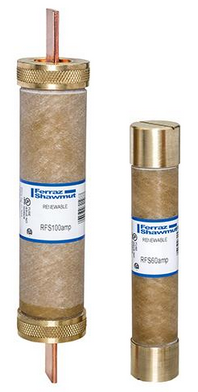 Ferraz
Shawmut
RENEWABLE
RFS100amp
Ferraz
Shawmut
RENEWABLE
RFS60amp